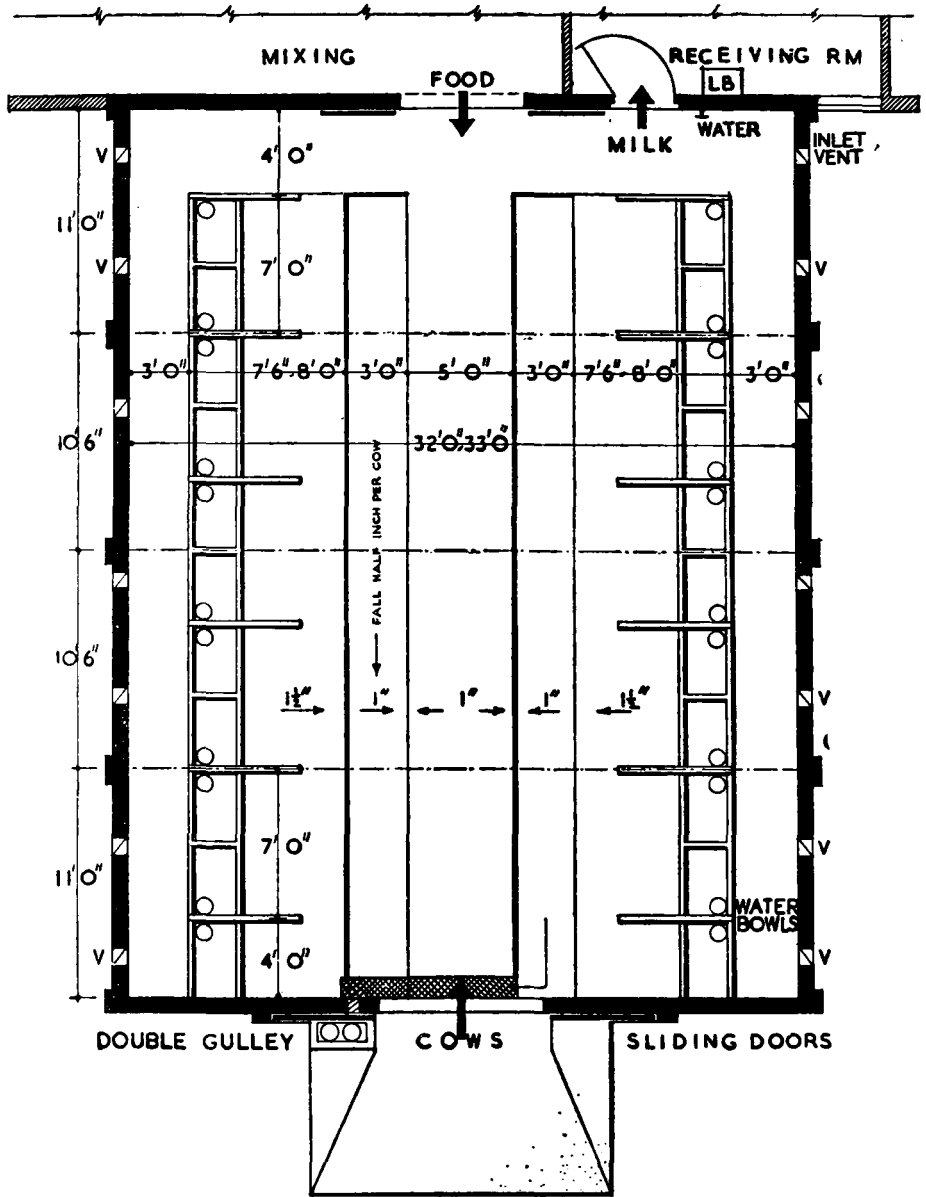 MIXING
RECEIVING RM
FOOD
LB
WATER
MILK
INLET
VENT
V
4' 0"
11' 0"
V
7' 0"
V
3' 0"
7' 6". 8' 0"
3' 0"
5' 0"
3' 0"
7' 6". 8' 0"
3' 0"
10' 6"
32' 0". 33' 0"
FALL HALF INCH PER COW
10' 6"
1½"
1"
1"
1"
1½"
V
7' 0"
V
11' 0"
WATER
BOWLS
V
4' 0"
V
DOUBLE GULLEY
COWS
SLIDING DOORS